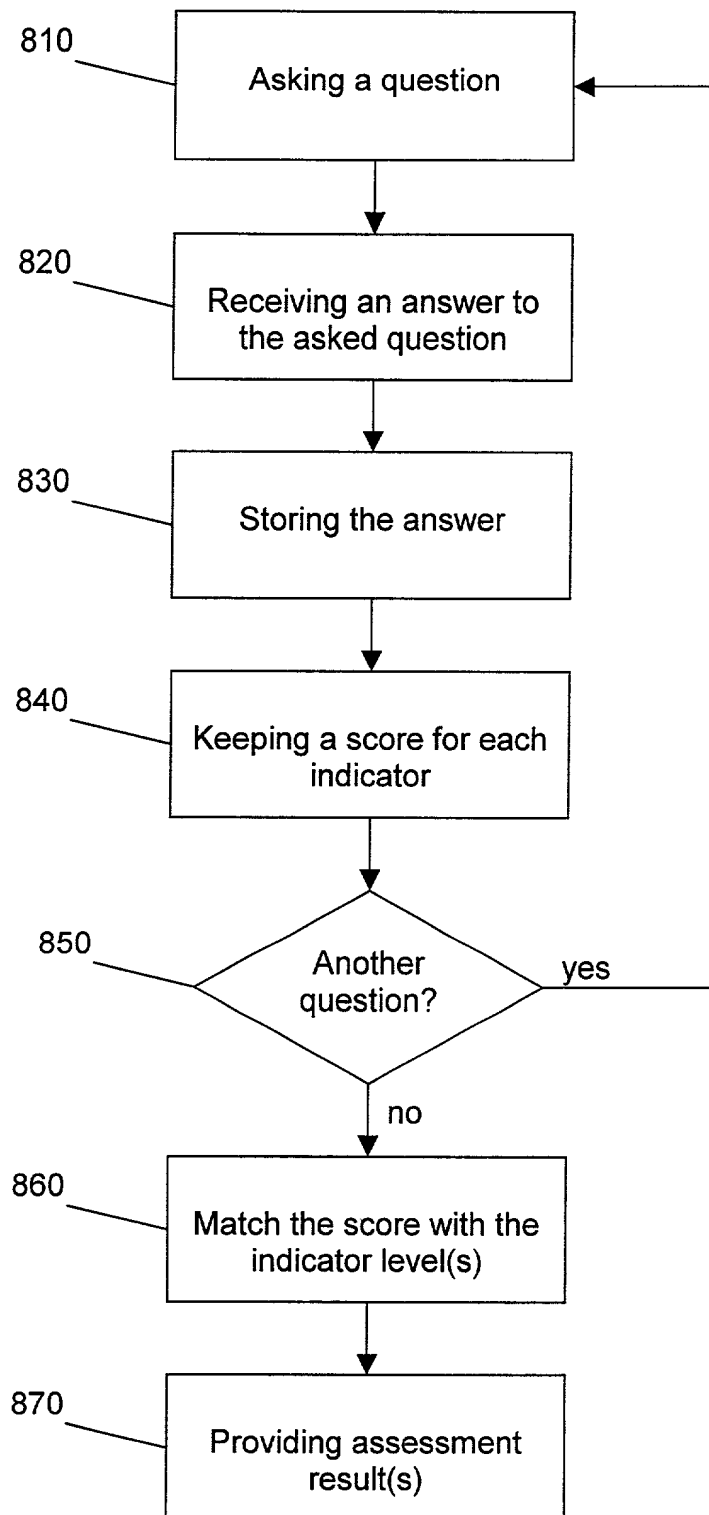 810
Asking a question
820
Receiving an answer to
the asked question
830
Storing the answer
840
Keeping a score for each
indicator
850
Another
question?
yes
no
860
Match the score with the
indicator level(s)
870
Providing assessment
result(s)